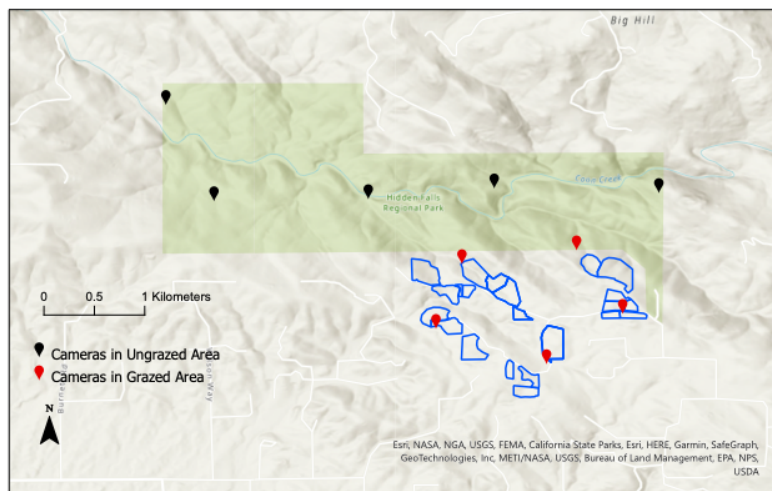 Big Hill
Coon Creek
Hidden Falls
Regional Park
0 0.5 1 Kilometers
Cameras in Ungrazed Area
Cameras in Grazed Area
Way
N
Esri, NASA, NGA, USGS, FEMA, California State Parks, Esri, HERE, Garmin, SafeGraph,
GeoTechnologies, Inc, METI/NASA, USGS, Bureau of Land Management, EPA, NPS,
USDA